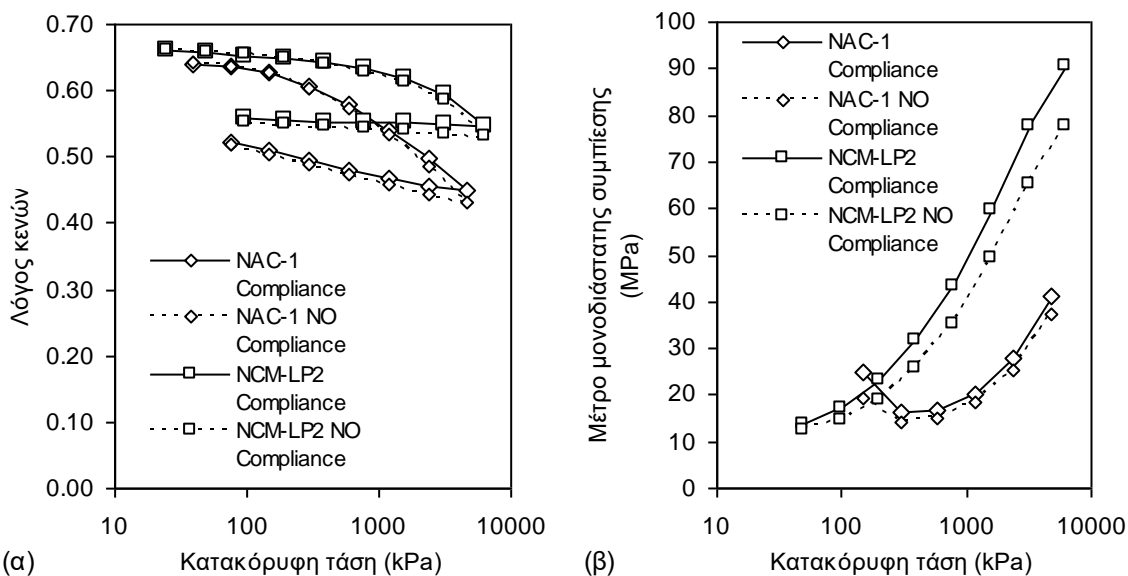 0.70
0.60
0.50
0.40
0.30
0.20
0.10
0.00
Λόγος κενών
NAC-1
Compliance
NAC-1 NO
Compliance
NCM-LP2
Compliance
NCM-LP2 NO
Compliance
10 100 1000 10000
(α) Κατακόρυφη τάση (kPa)
100
90
80
70
60
50
40
30
20
10
0
Μέτρο μονοδιάστατης συμπίεσης
(MPa)
NAC-1
Compliance
NAC-1 NO
Compliance
NCM-LP2
Compliance
NCM-LP2 NO
Compliance
10 100 1000 10000
(β) Κατακόρυφη τάση (kPa)